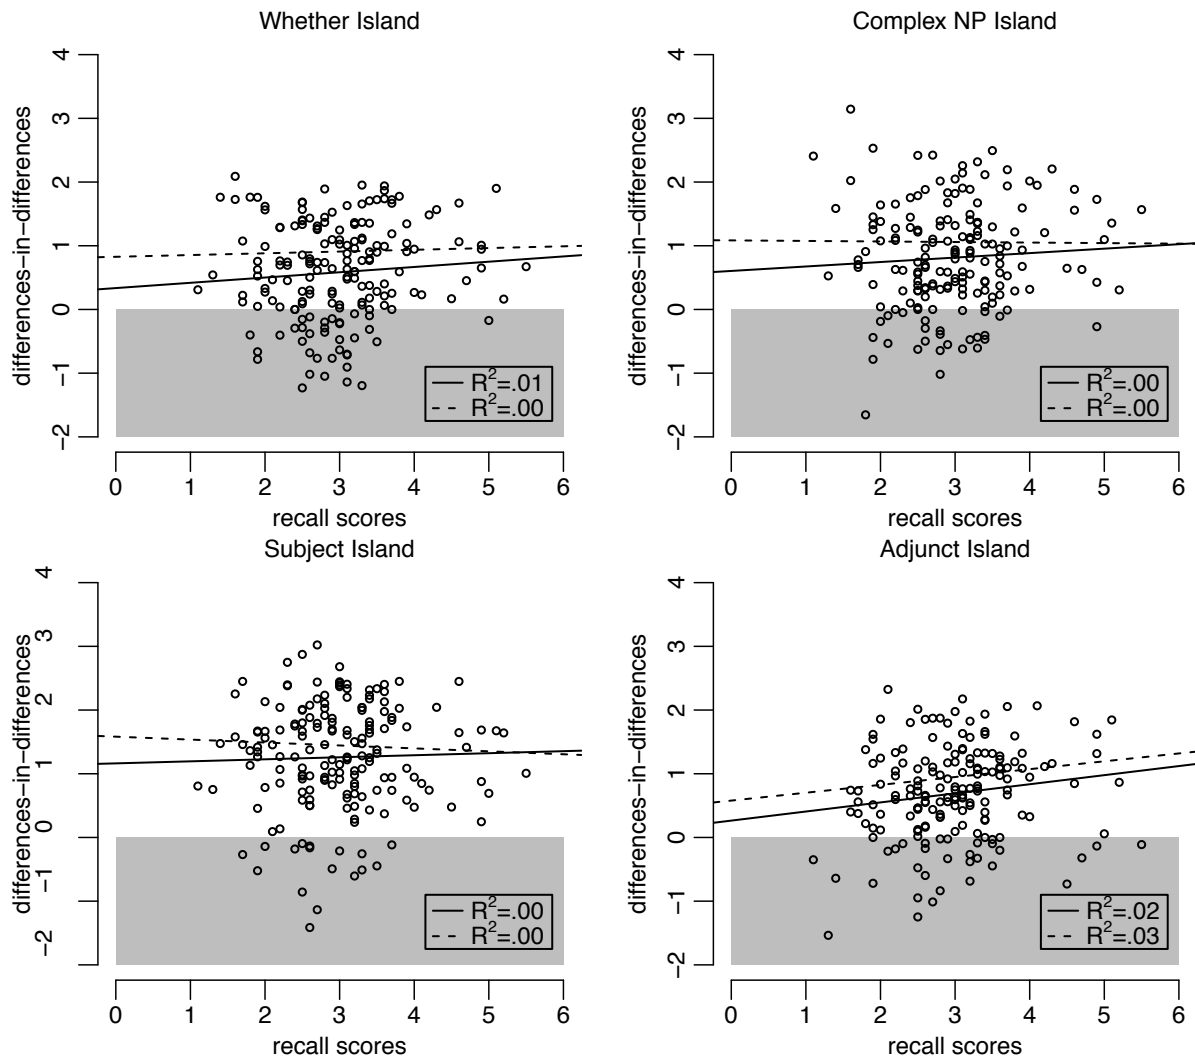 Whether Island
differences−in−differences
4
3
2
1
0
−1
−2
R2=.01
R2=.00
0 1 2 3 4 5 6
recall scores
Complex NP Island
differences−in−differences
4
3
2
1
0
−1
−2
R2=.00
R2=.00
0 1 2 3 4 5 6
recall scores
Subject Island
differences−in−differences
4
3
2
1
0
−1
−2
R2=.00
R2=.00
0 1 2 3 4 5 6
recall scores
Adjunct Island
differences−in−differences
4
3
2
1
0
−1
−2
R2=.02
R2=.03
0 1 2 3 4 5 6
recall scores